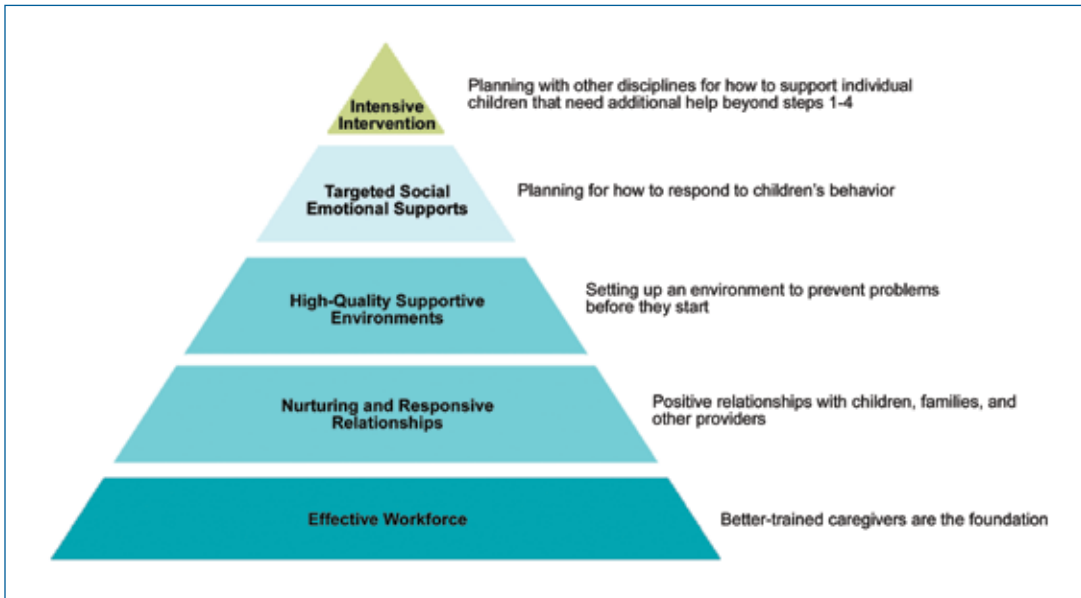 Intensive
Intervention
Planning with other disciplines for how to support individual
children that need additional help beyond steps 1-4
Targeted Social
Emotional Supports
Planning for how to respond to children's behavior
High-Quality Supportive
Environments
Setting up an environment to prevent problems
before they start
Nurturing and Responsive
Relationships
Positive relationships with children, families, and
other providers
Effective Workforce
Better-trained caregivers are the foundation